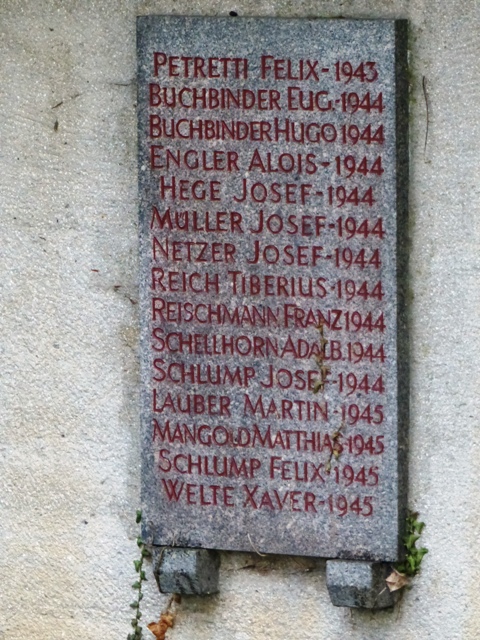 PETRETTI FELIX-1943
BUCHBINDER EUG.-1944
BUCHBINDER HUGO 1944
ENGLER ALOIS-1944
HEGE JOSEF-1944
MÜLLER JOSEF-1944
NETZER JOSEF-1944
REICH TIBERIUS-1944
REISCHMANN FRANZ 1944
SCHELLHORN ADALB. 1944
SCHLUMP JOSEF-1944
LAUBER MARTIN-1945
MANGOLD MATTHIAS-1945
SCHLUMP FELIX-1945
WELTE XAVER-1945